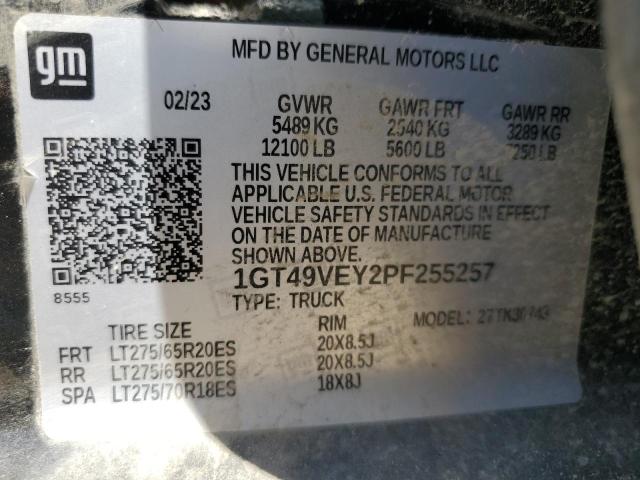 gm
MFD BY GENERAL MOTORS LLC
02/23 GVWR GAWR FRT GAWR RR
5489 KG 2540 KG 3289 KG
12100 LB 5600 LB 7250 LB
THIS VEHICLE CONFORMS TO ALL
APPLICABLE U.S. FEDERAL MOTOR
VEHICLE SAFETY STANDARDS IN EFFECT
ON THE DATE OF MANUFACTURE
SHOWN ABOVE.
1GT49VEY2PF255257
8555
TYPE: TRUCK
MODEL:
TIRE SIZE RIM
FRT LT275/65R20ES 20X8.5J
RR LT275/65R20ES 20X8.5J
SPA LT275/70R18ES 18X8J